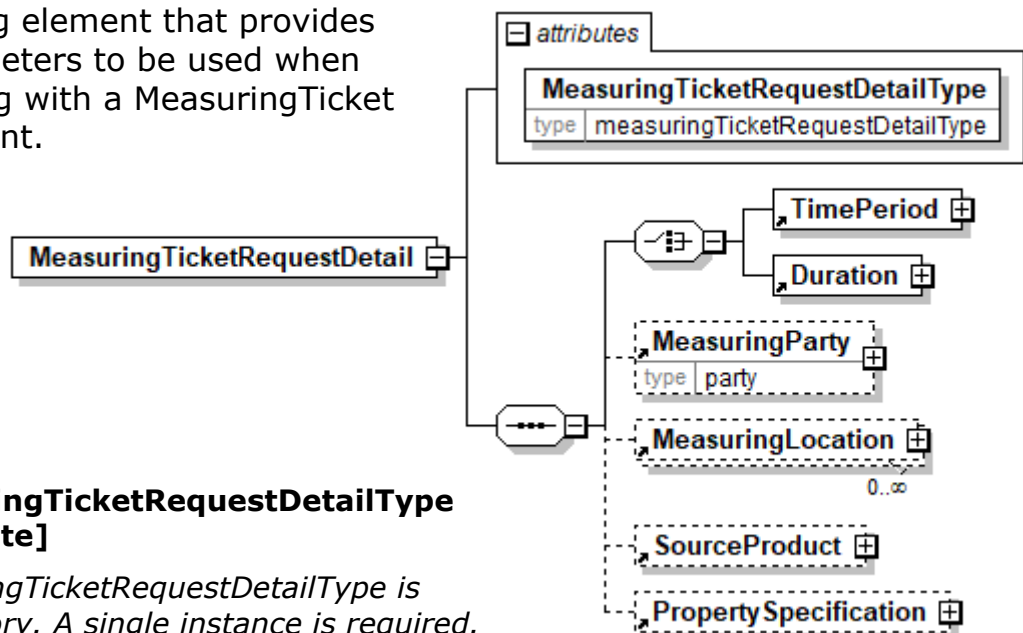 g element that provides
eters to be used when
g with a MeasuringTicket
nt.
attributes
MeasuringTicketRequestDetailType
type measuringTicketRequestDetailType
MeasuringTicketRequestDetail
TimePeriod
Duration
MeasuringParty
type party
MeasuringLocation
0..∞
SourceProduct
PropertySpecification
ngTicketRequestDetailType
te]
ngTicketRequestDetailType is
ory. A single instance is required.